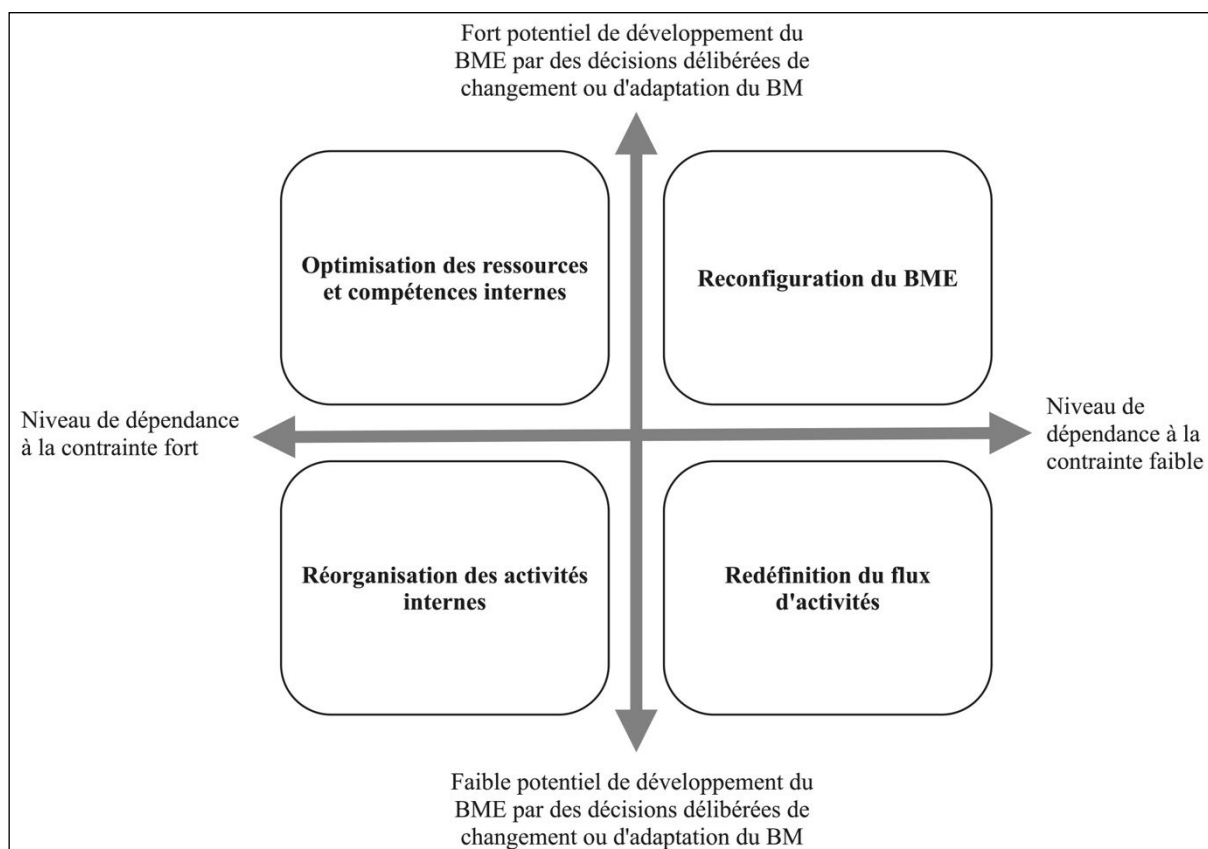 Fort potentiel de développement du
BME par des décisions délibérées de
changement ou d'adaptation du BM
Optimisation des ressources
et compétences internes
Reconfiguration du BME
Niveau de dépendance
à la contrainte fort
Niveau de
dépendance à la
contrainte faible
Réorganisation des activités
internes
Redéfinition du flux
d'activités
Faible potentiel de développement du
BME par des décisions délibérées de
changement ou d'adaptation du BM